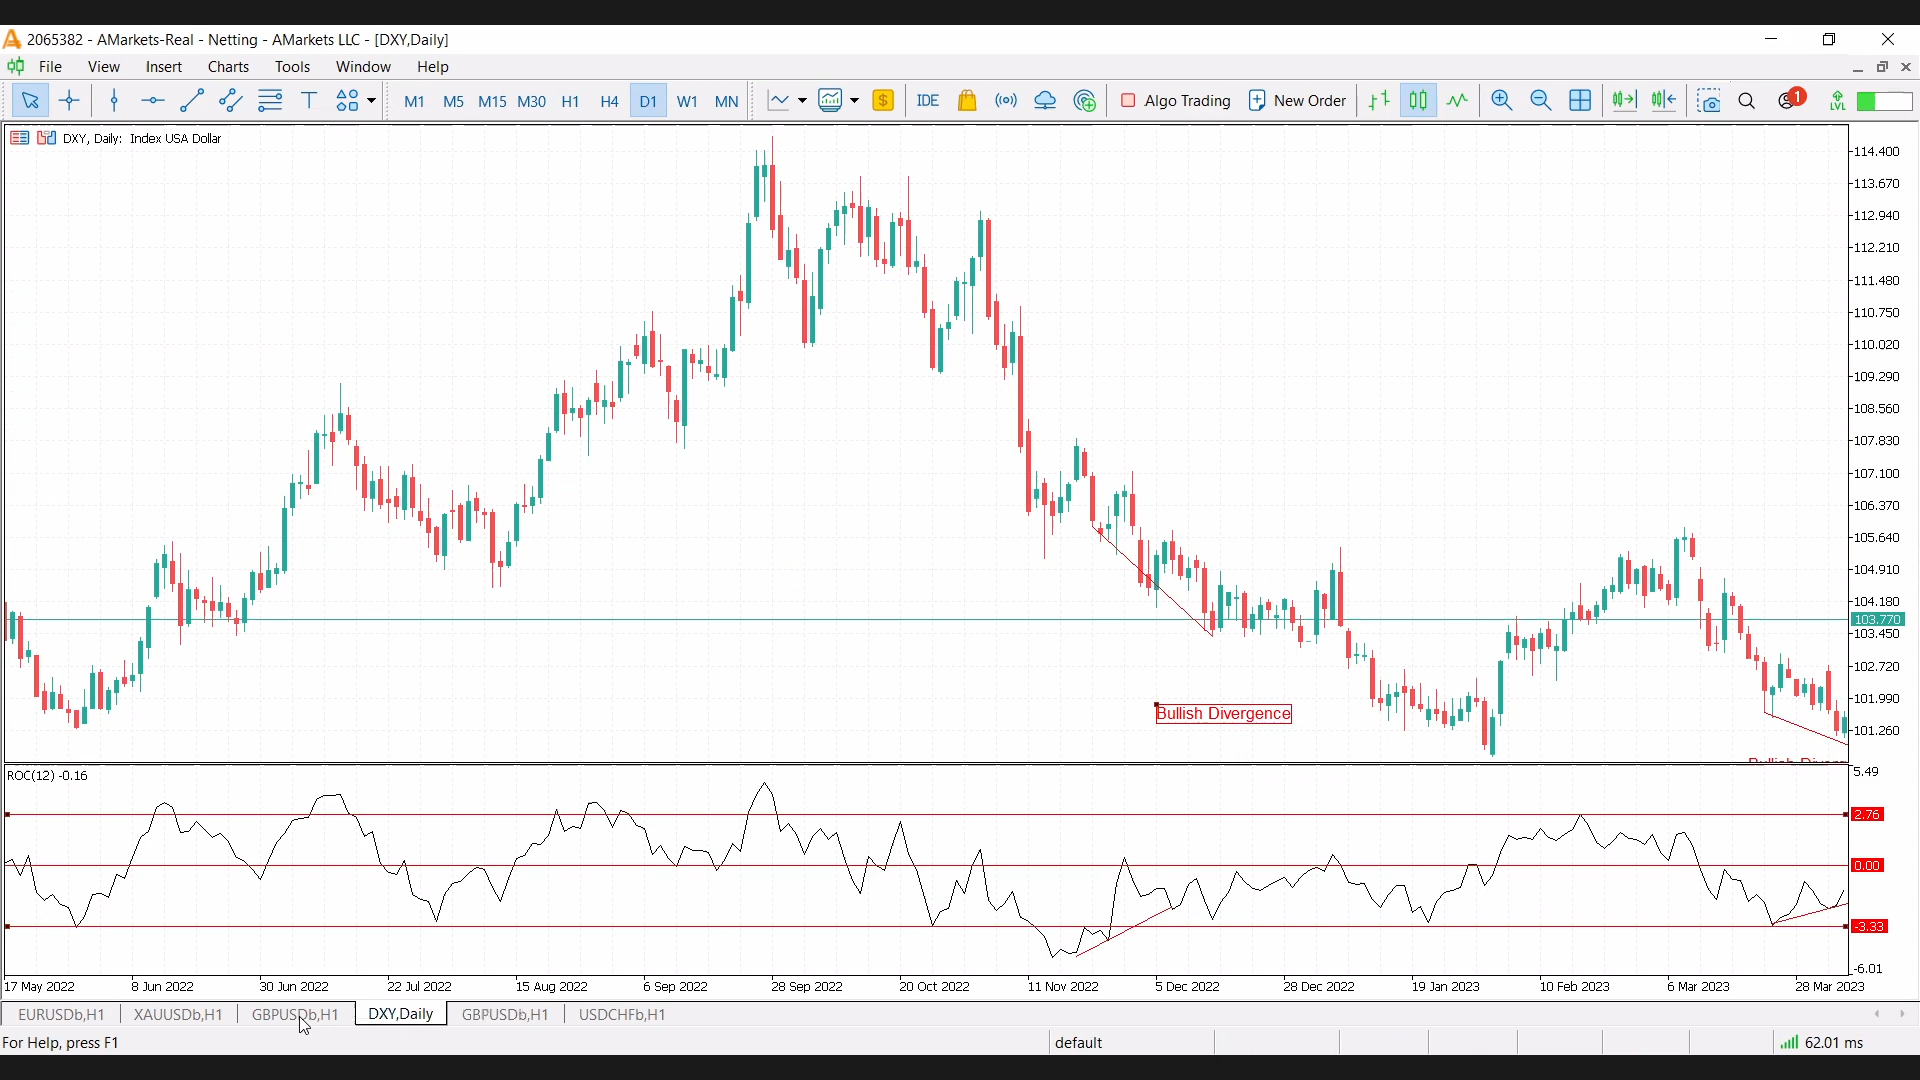 2065382 - AMarkets-Real - Netting - AMarkets LLC - [DXY,Daily]
File View Insert Charts Tools Window Help
T M1 M5 M15 M30 H1 H4 D1 W1 MN $ IDE Algo Trading New Order 1 LVL
DXY, Daily: Index USA Dollar
114.400
113.670
112.940
112.210
111.480
110.750
110.020
109.290
108.560
107.830
107.100
106.370
105.640
104.910
104.180
103.770
103.450
102.720
101.990
Bullish Divergence
101.260
ROC(12) -0.16
5.49
2.76
0.00
-3.33
-6.01
17 May 2022 8 Jun 2022 30 Jun 2022 22 Jul 2022 15 Aug 2022 6 Sep 2022 28 Sep 2022 20 Oct 2022 11 Nov 2022 5 Dec 2022 28 Dec 2022 19 Jan 2023 10 Feb 2023 6 Mar 2023 28 Mar 2023
EURUSDb,H1 XAUUSDb,H1 GBPUSDb,H1 DXY,Daily GBPUSDb,H1 USDCHFb,H1
For Help, press F1 default 62.01 ms